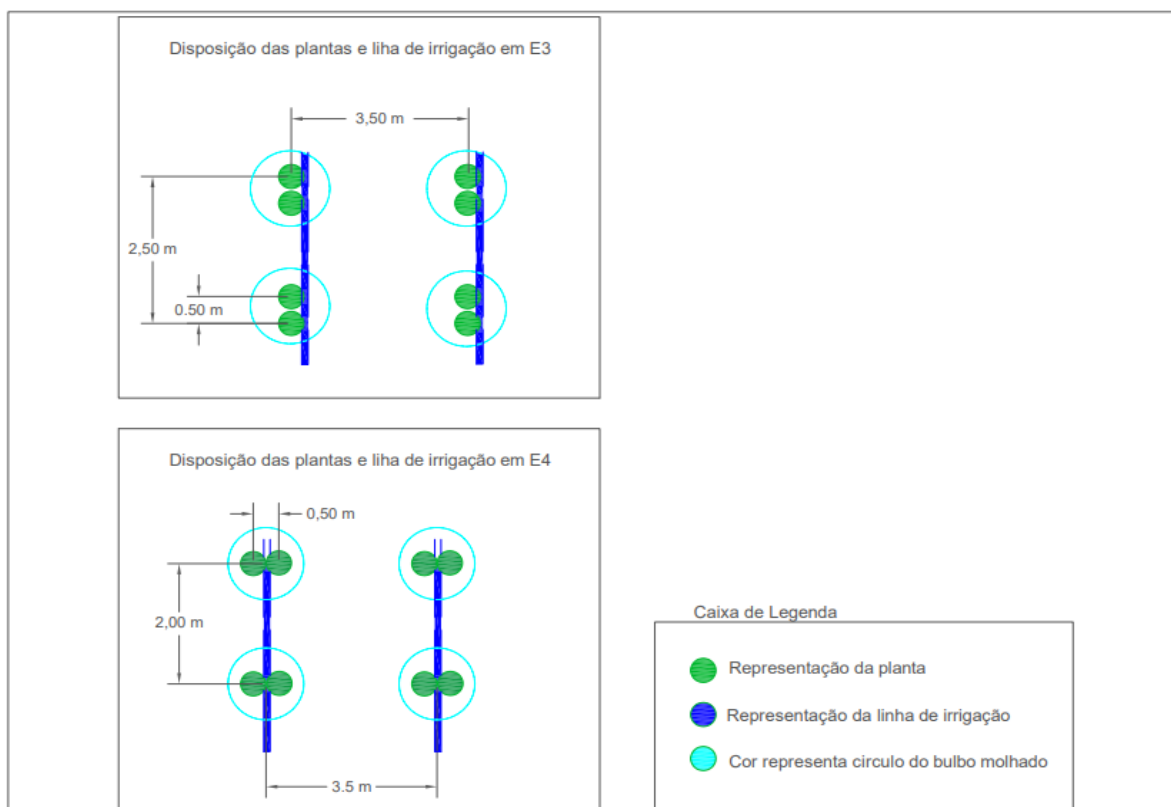 Disposição das plantas e liha de irrigação em E3
3,50 m
2,50 m
0.50 m
Disposição das plantas e liha de irrigação em E4
0,50 m
2,00 m
3.5 m
Caixa de Legenda
Representação da planta
Representação da linha de irrigação
Cor representa circulo do bulbo molhado